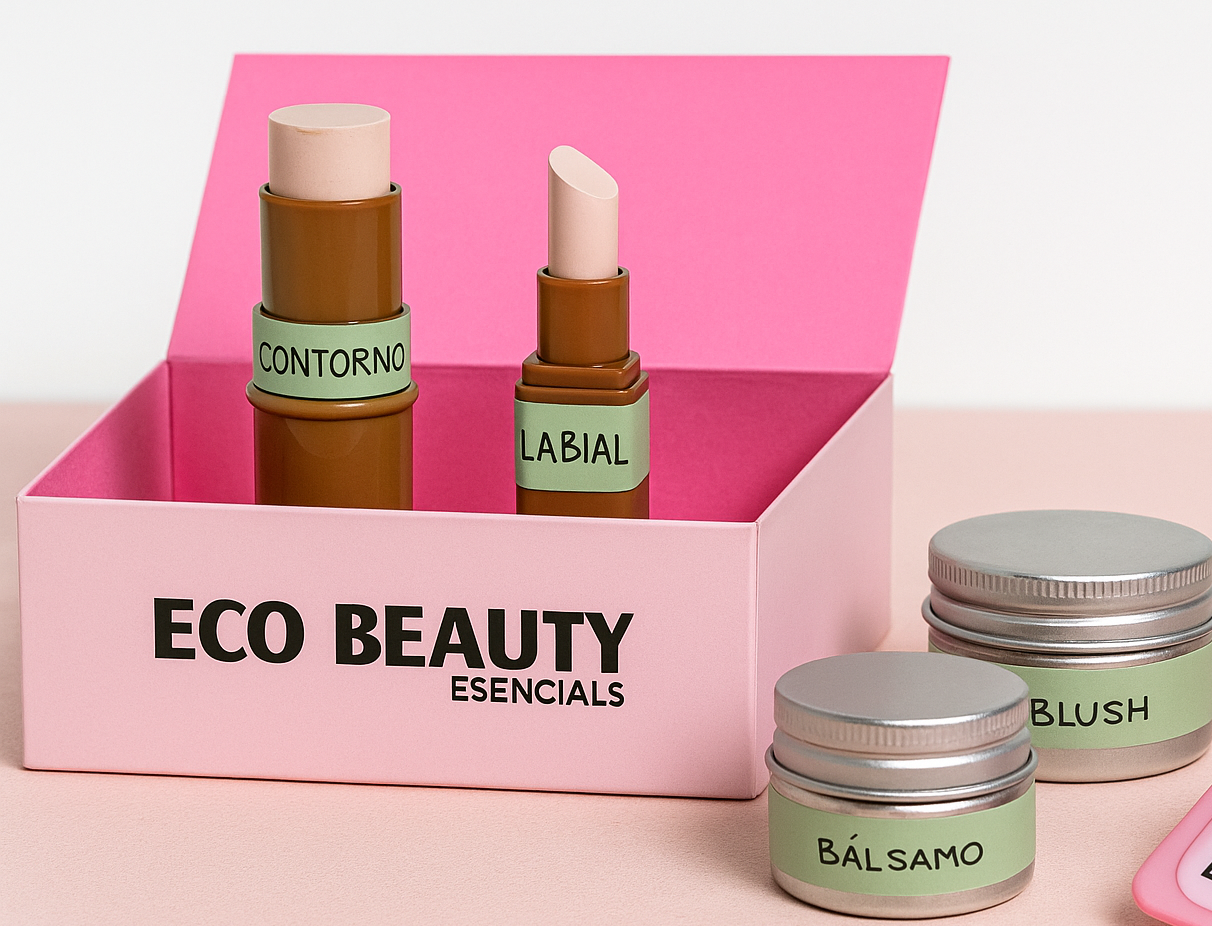 CONTORNO
LABIAL
ECO BEAUTY
ESENCIALS
BLUSH
BÁLSAMO